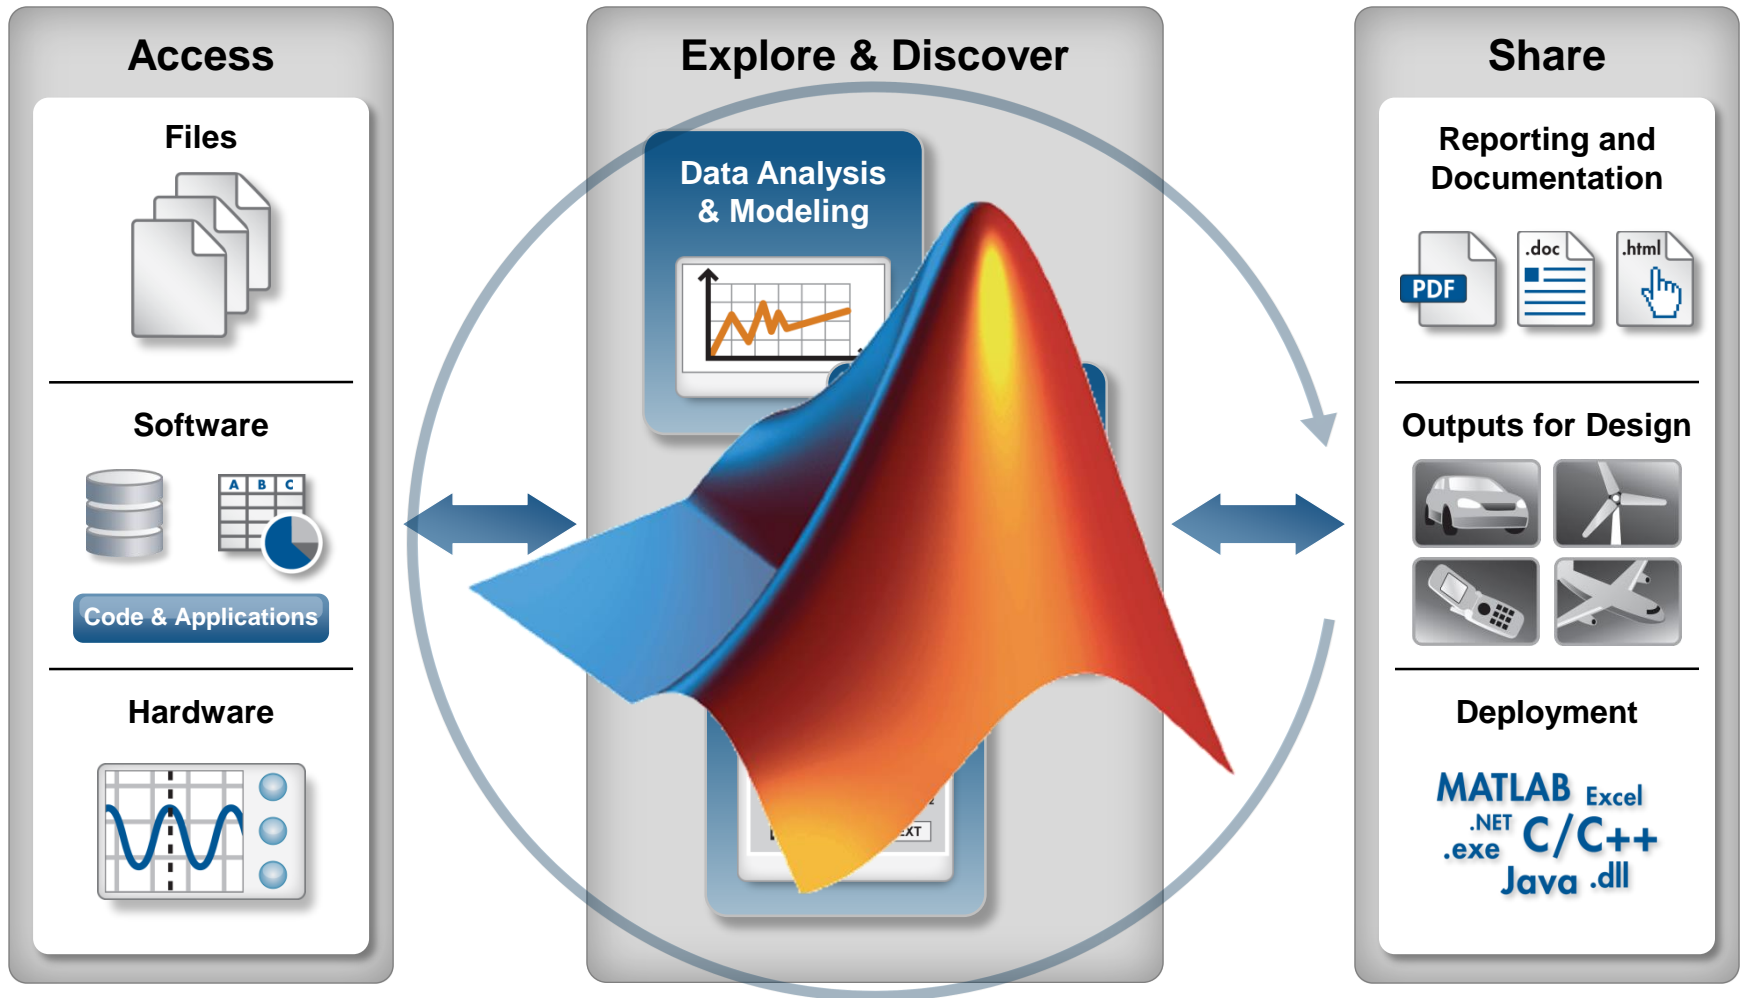 Access
Files
Software
A B C
Code & Applications
Hardware
Explore & Discover
Data Analysis
& Modeling
Share
Reporting and
Documentation
PDF
.doc
.html
Outputs for Design
Deployment
MATLAB Excel
.NET C/C++
.exe
Java .dll